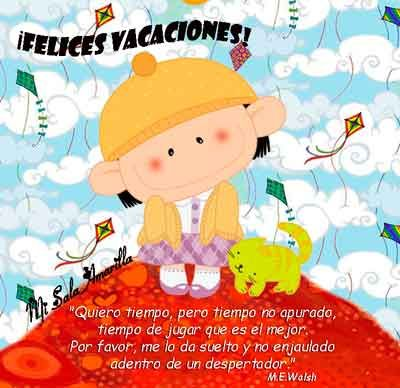 ¡FELICES VACACIONES!
Mi Sala Amarilla
"Quiero tiempo, pero tiempo no apurado,
tiempo de jugar que es el mejor.
Por favor, me lo da suelto y no enjaulado
adentro de un despertador."
M.E.Walsh